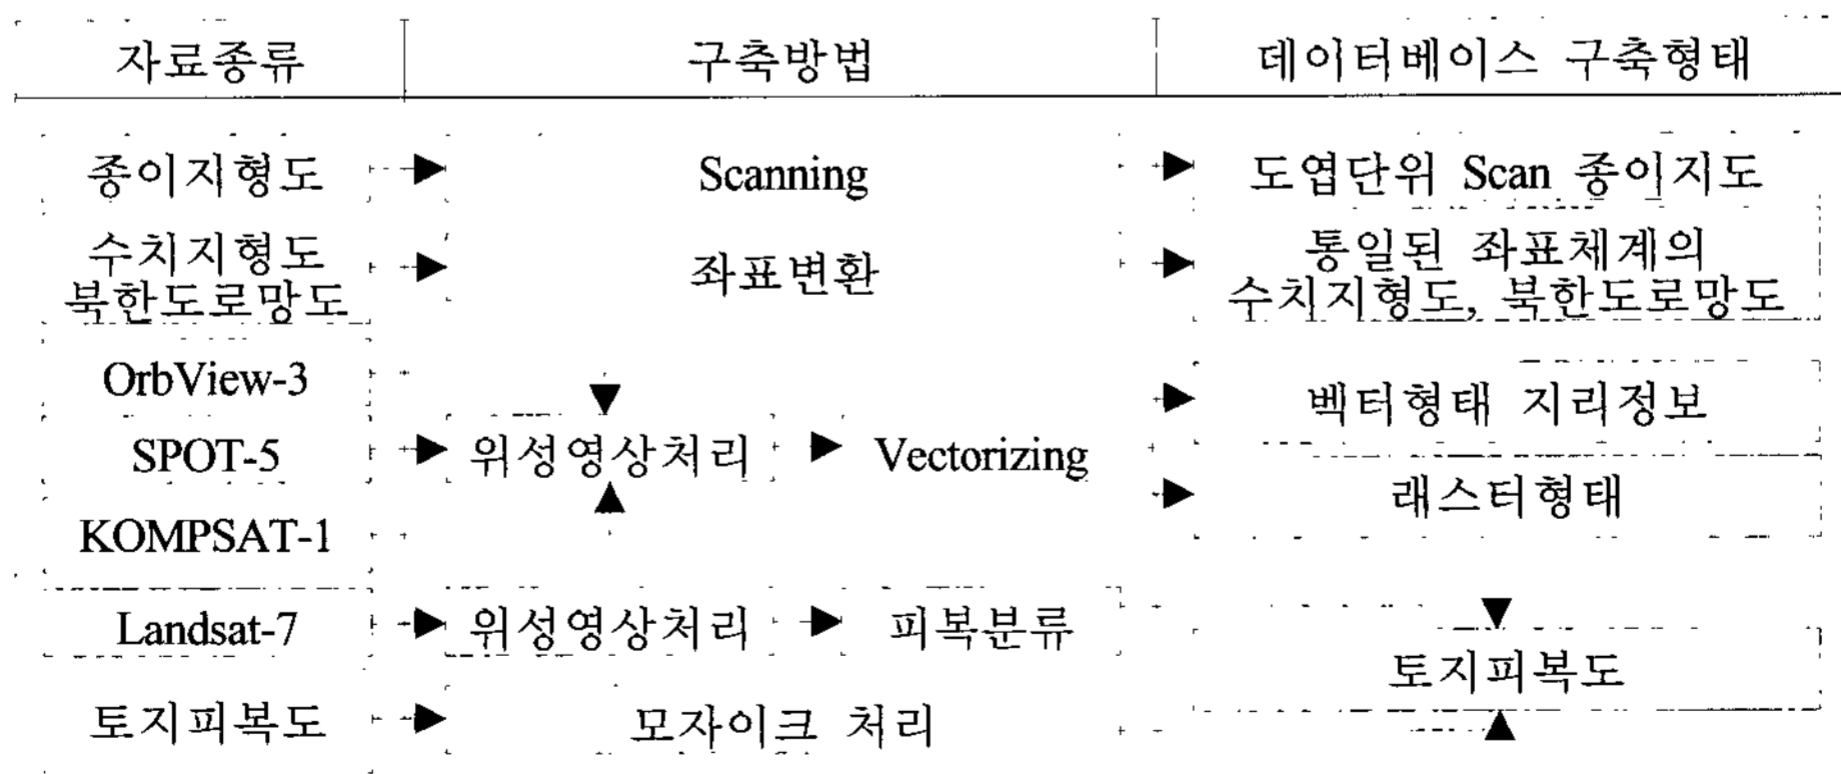 자료종류 구축방법 데이터베이스 구축형태
종이지형도 Scanning 도엽단위 Scan 종이지도
수치지형도
북한도로망도
좌표변환
통일된 좌표체계의
수치지형도, 북한도로망도
OrbView-3
SPOT-5
KOMPSAT-1
위성영상처리 Vectorizing
벡터형태 지리정보
래스터형태
Landsat-7 위성영상처리 피복분류
토지피복도 모자이크 처리
토지피복도